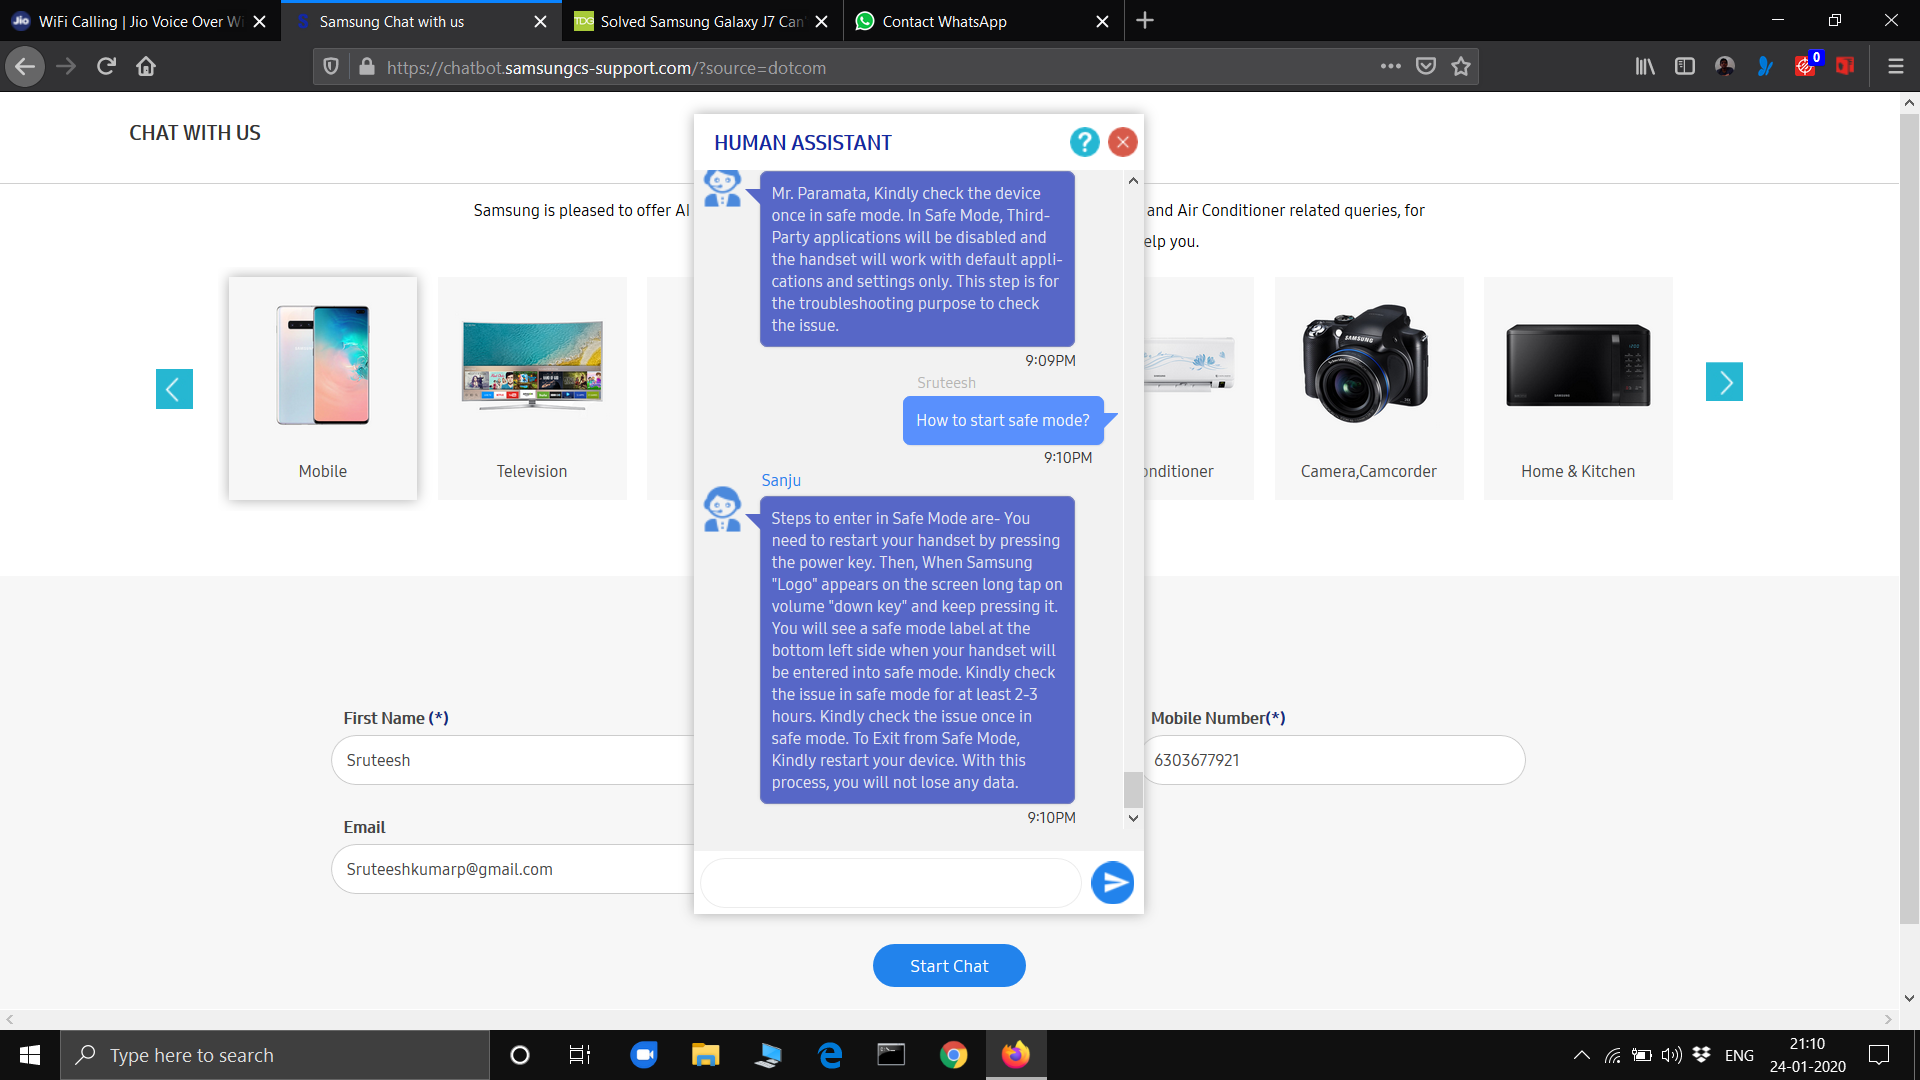 WiFi Calling | Jio Voice Over Wi
Samsung Chat with us
TDG
Solved Samsung Galaxy J7 Can'
Contact WhatsApp
https://chatbot.samsungcs-support.com/?source=dotcom
0
CHAT WITH US
Samsung is pleased to offer AI
and Air Conditioner related queries, for
elp you.
Mobile
Television
onditioner
SAMSUNG
Camera,Camcorder
Home & Kitchen
HUMAN ASSISTANT
?
Mr. Paramata, Kindly check the device
once in safe mode. In Safe Mode, Third-
Party applications will be disabled and
the handset will work with default appli-
cations and settings only. This step is for
the troubleshooting purpose to check
the issue.
9:09PM
Sruteesh
How to start safe mode?
9:10PM
Sanju
Steps to enter in Safe Mode are- You
need to restart your handset by pressing
the power key. Then, When Samsung
"Logo" appears on the screen long tap on
volume "down key" and keep pressing it.
You will see a safe mode label at the
bottom left side when your handset will
be entered into safe mode. Kindly check
the issue in safe mode for at least 2-3
hours. Kindly check the issue once in
safe mode. To Exit from Safe Mode,
Kindly restart your device. With this
process, you will not lose any data.
9:10PM
First Name (*)
Sruteesh
Mobile Number(*)
6303677921
Email
Sruteeshkumarp@gmail.com
Start Chat
Type here to search
ENG
21:10
24-01-2020